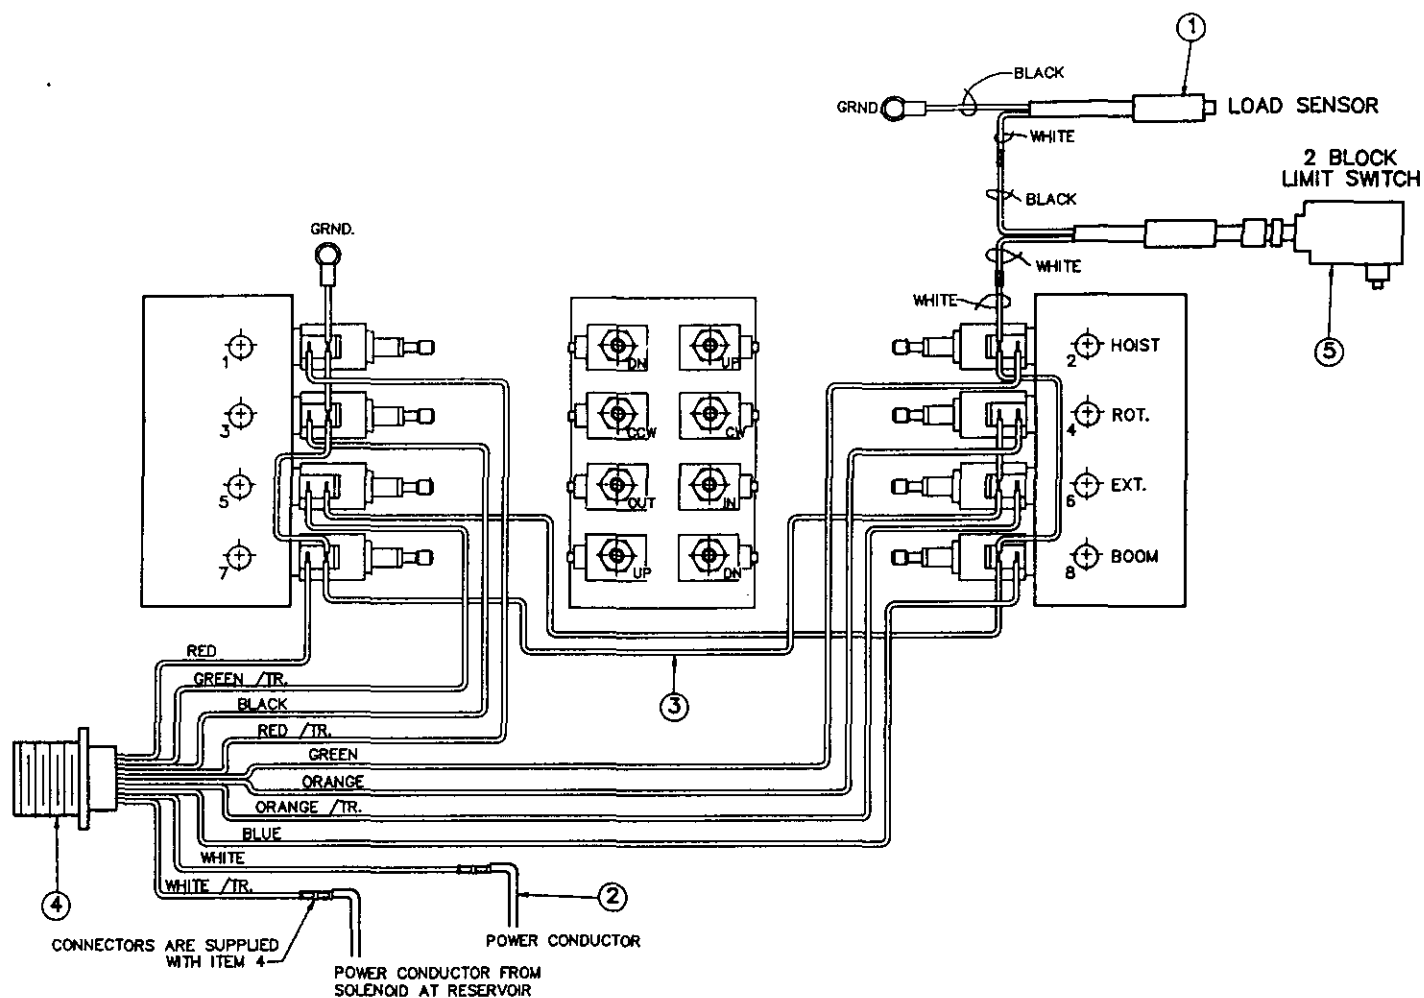 1
BLACK
GRND.
LOAD SENSOR
WHITE
2 BLOCK
LIMIT SWITCH
BLACK
GRND.
WHITE
WHITE
5
1
DN
UP
2
HOIST
3
CCW
CW
4
ROT.
5
OUT
IN
6
EXT.
7
UP
DN
8
BOOM
RED
GREEN /TR.
3
BLACK
RED /TR.
GREEN
ORANGE
ORANGE /TR.
BLUE
WHITE
WHITE /TR.
4
2
CONNECTORS ARE SUPPLIED
WITH ITEM 4
POWER CONDUCTOR
POWER CONDUCTOR FROM
SOLENOID AT RESERVOIR